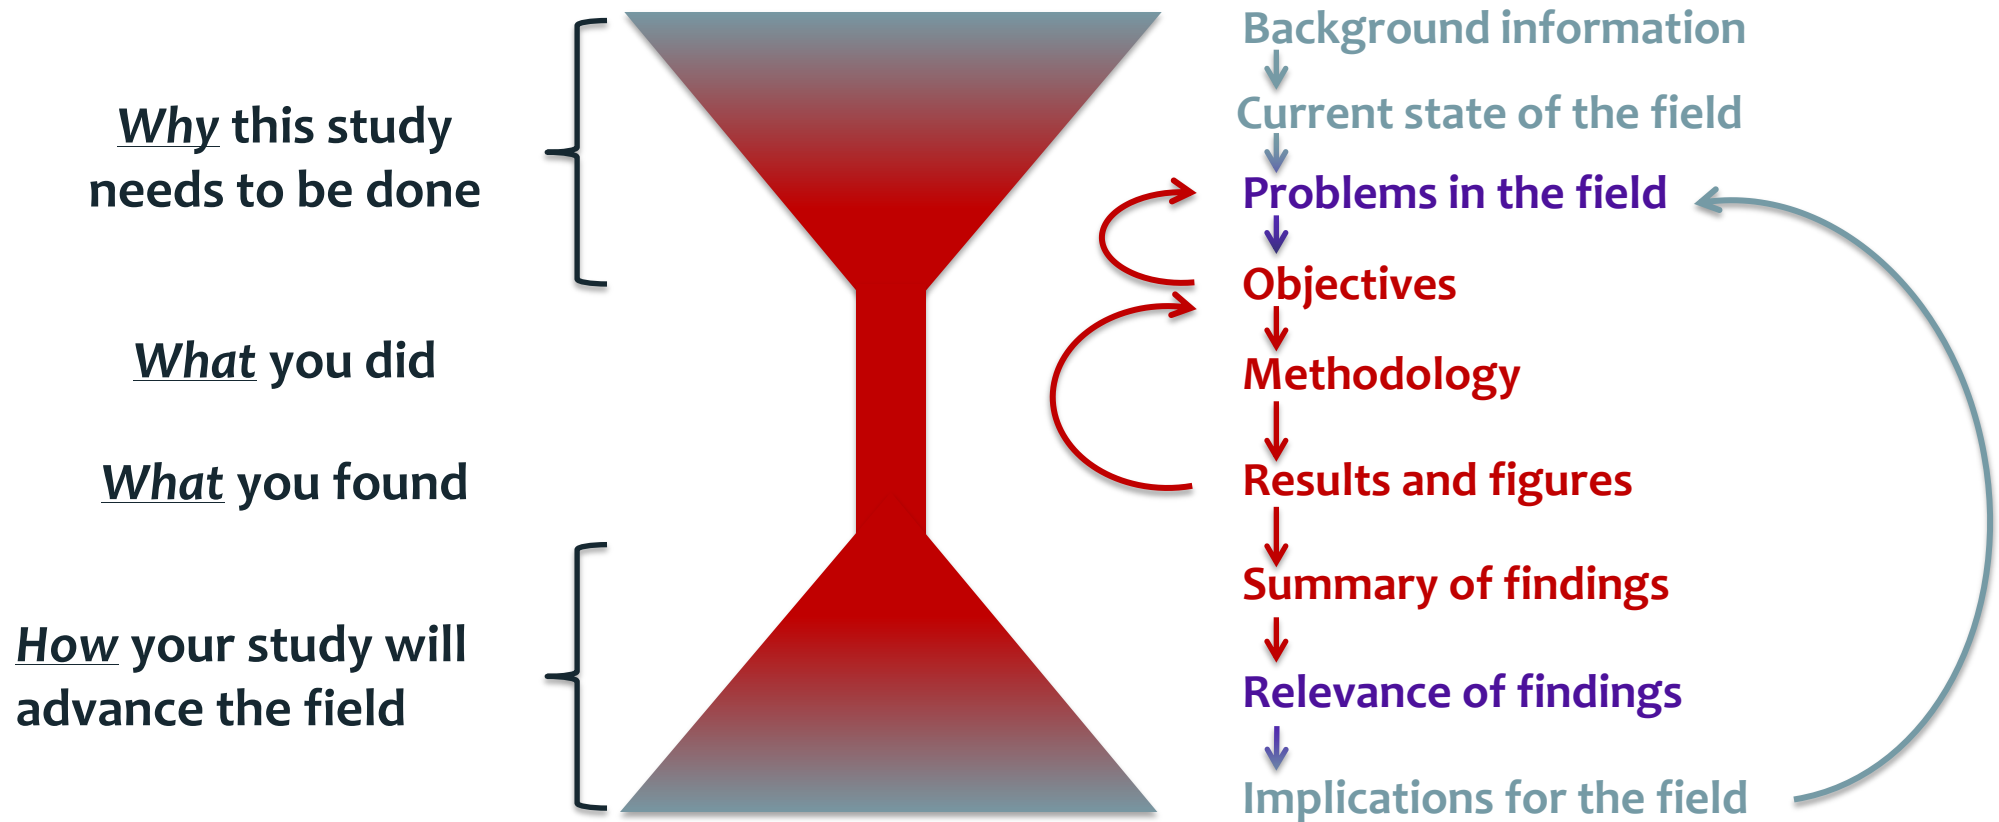 Why this study
needs to be done
What you did
What you found
How your study will
advance the field
Background information
Current state of the field
Problems in the field
Objectives
Methodology
Results and figures
Summary of findings
Relevance of findings
Implications for the field